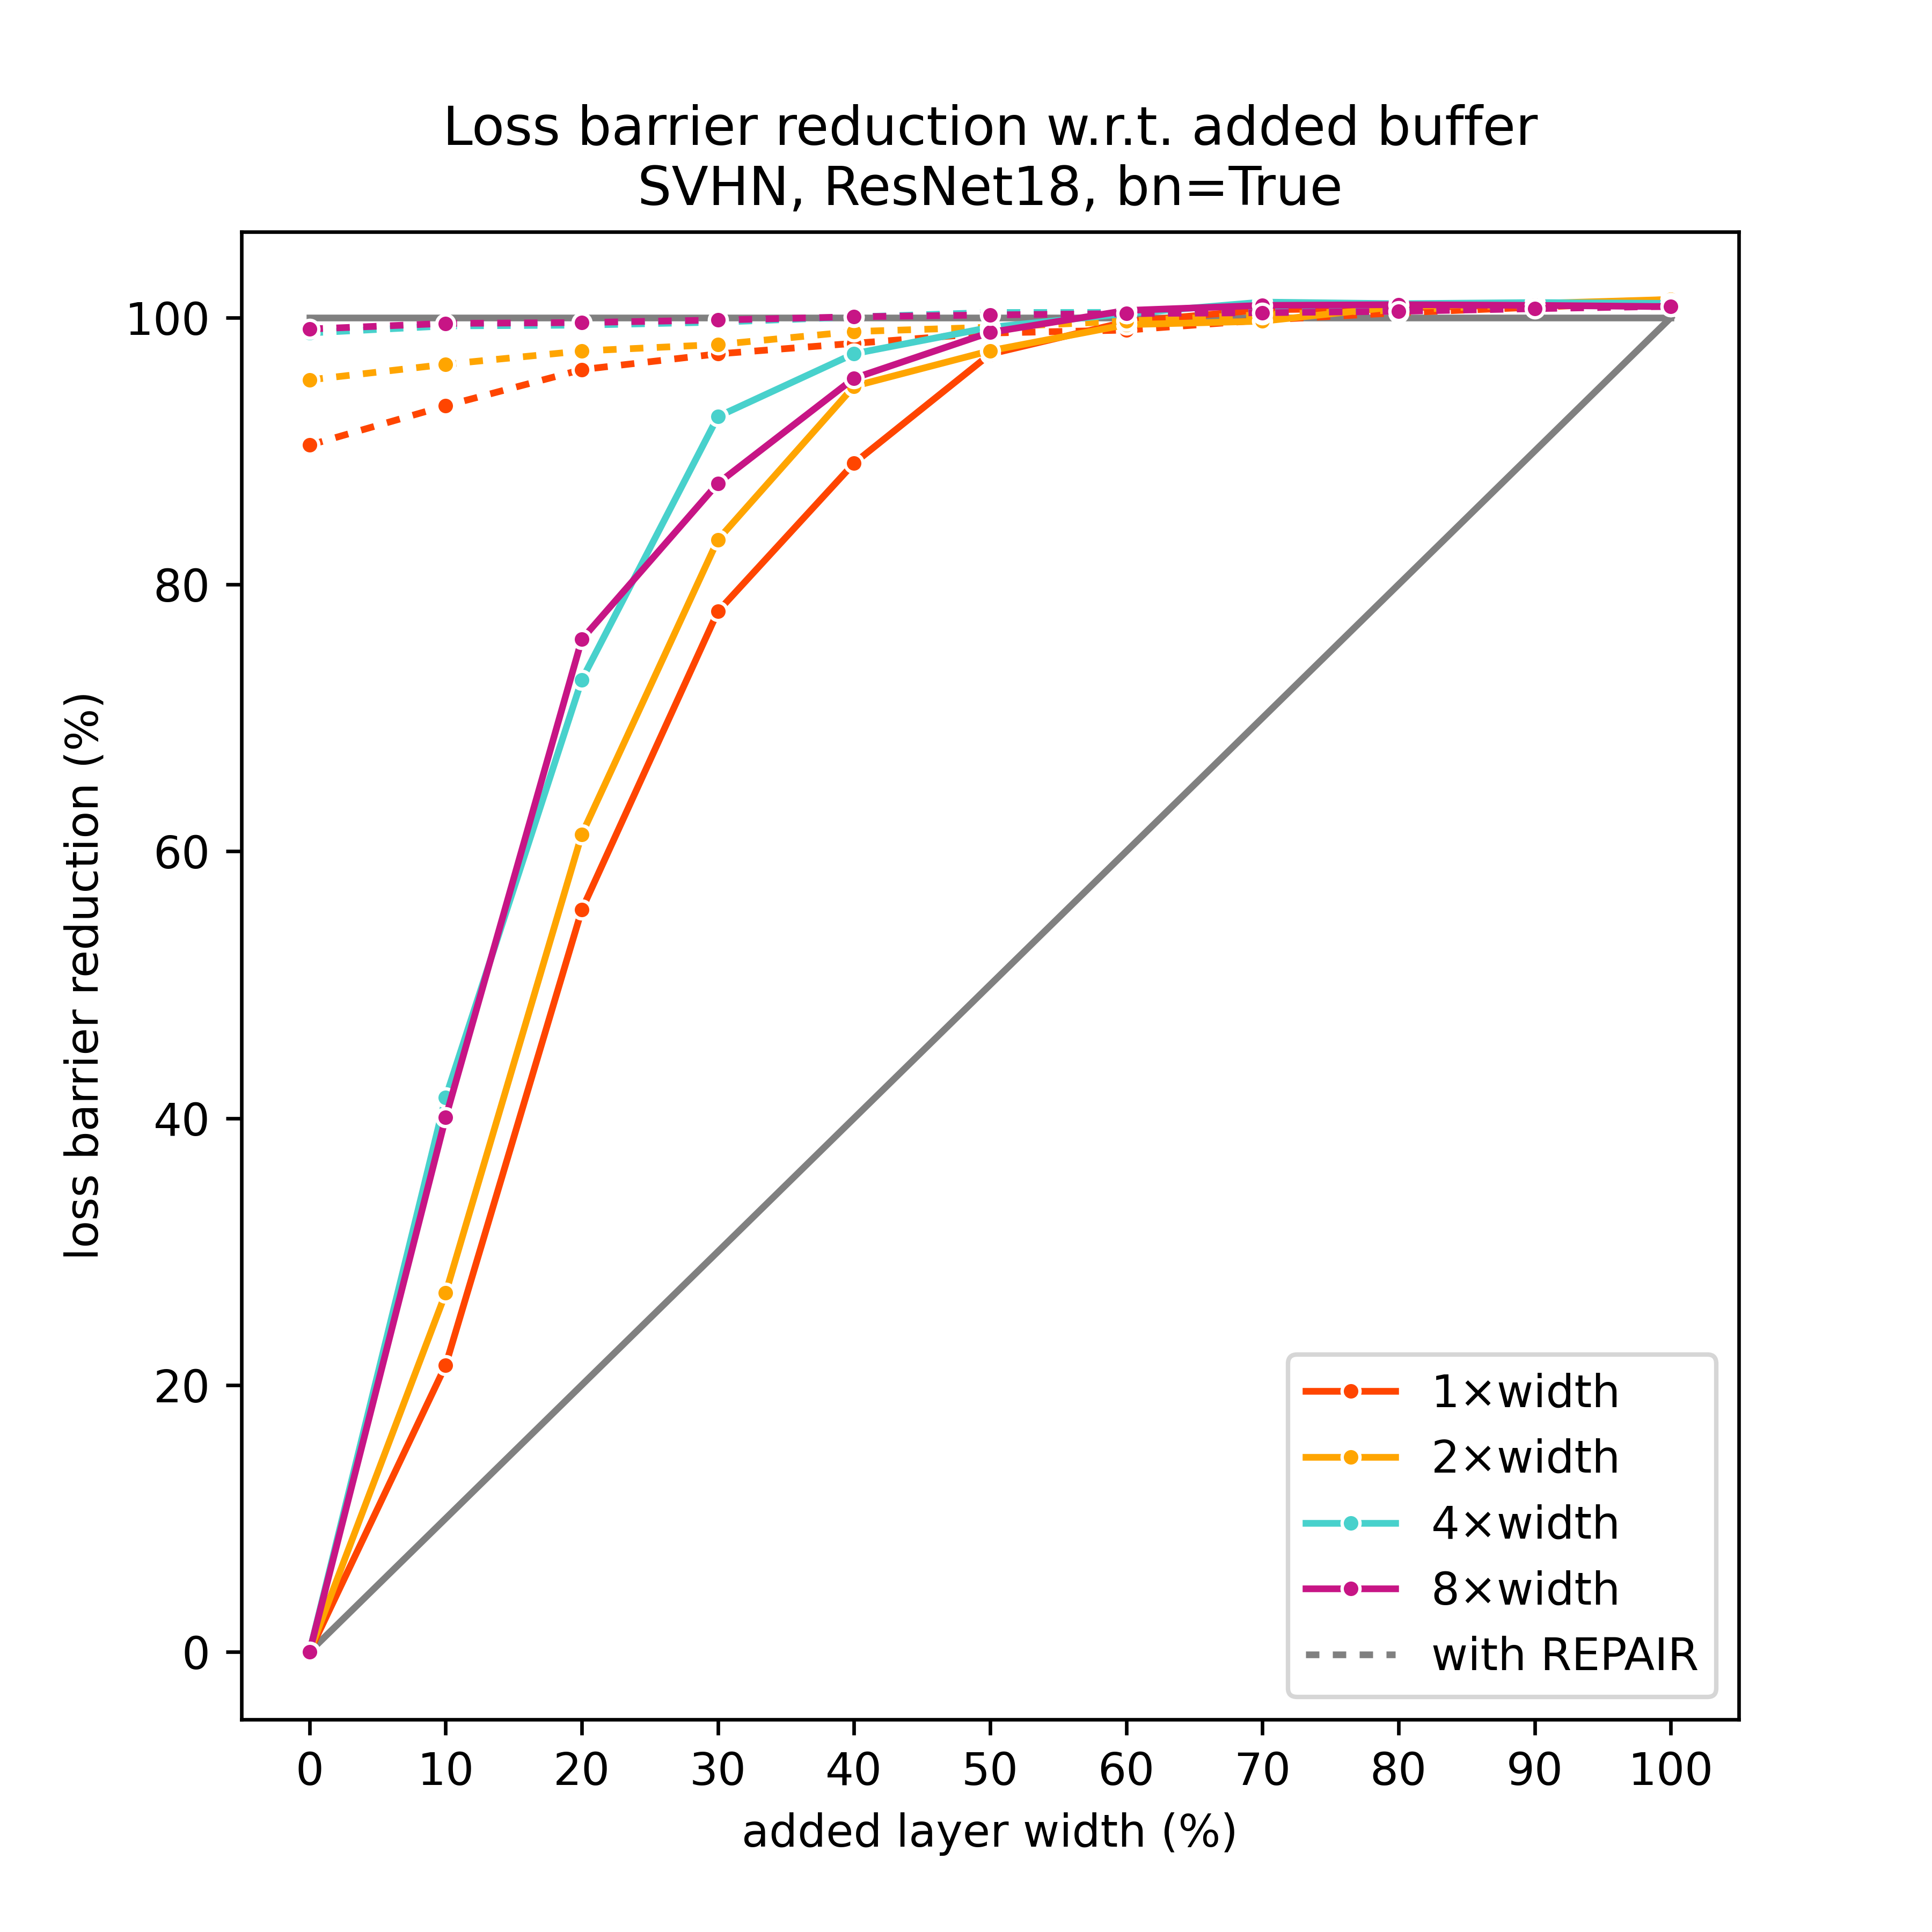 Loss barrier reduction w.r.t. added buffer
SVHN, ResNet18, bn=True
loss barrier reduction (%)
100
80
60
40
20
0
0 10 20 30 40 50 60 70 80 90 100
added layer width (%)
1×width
2×width
4×width
8×width
with REPAIR